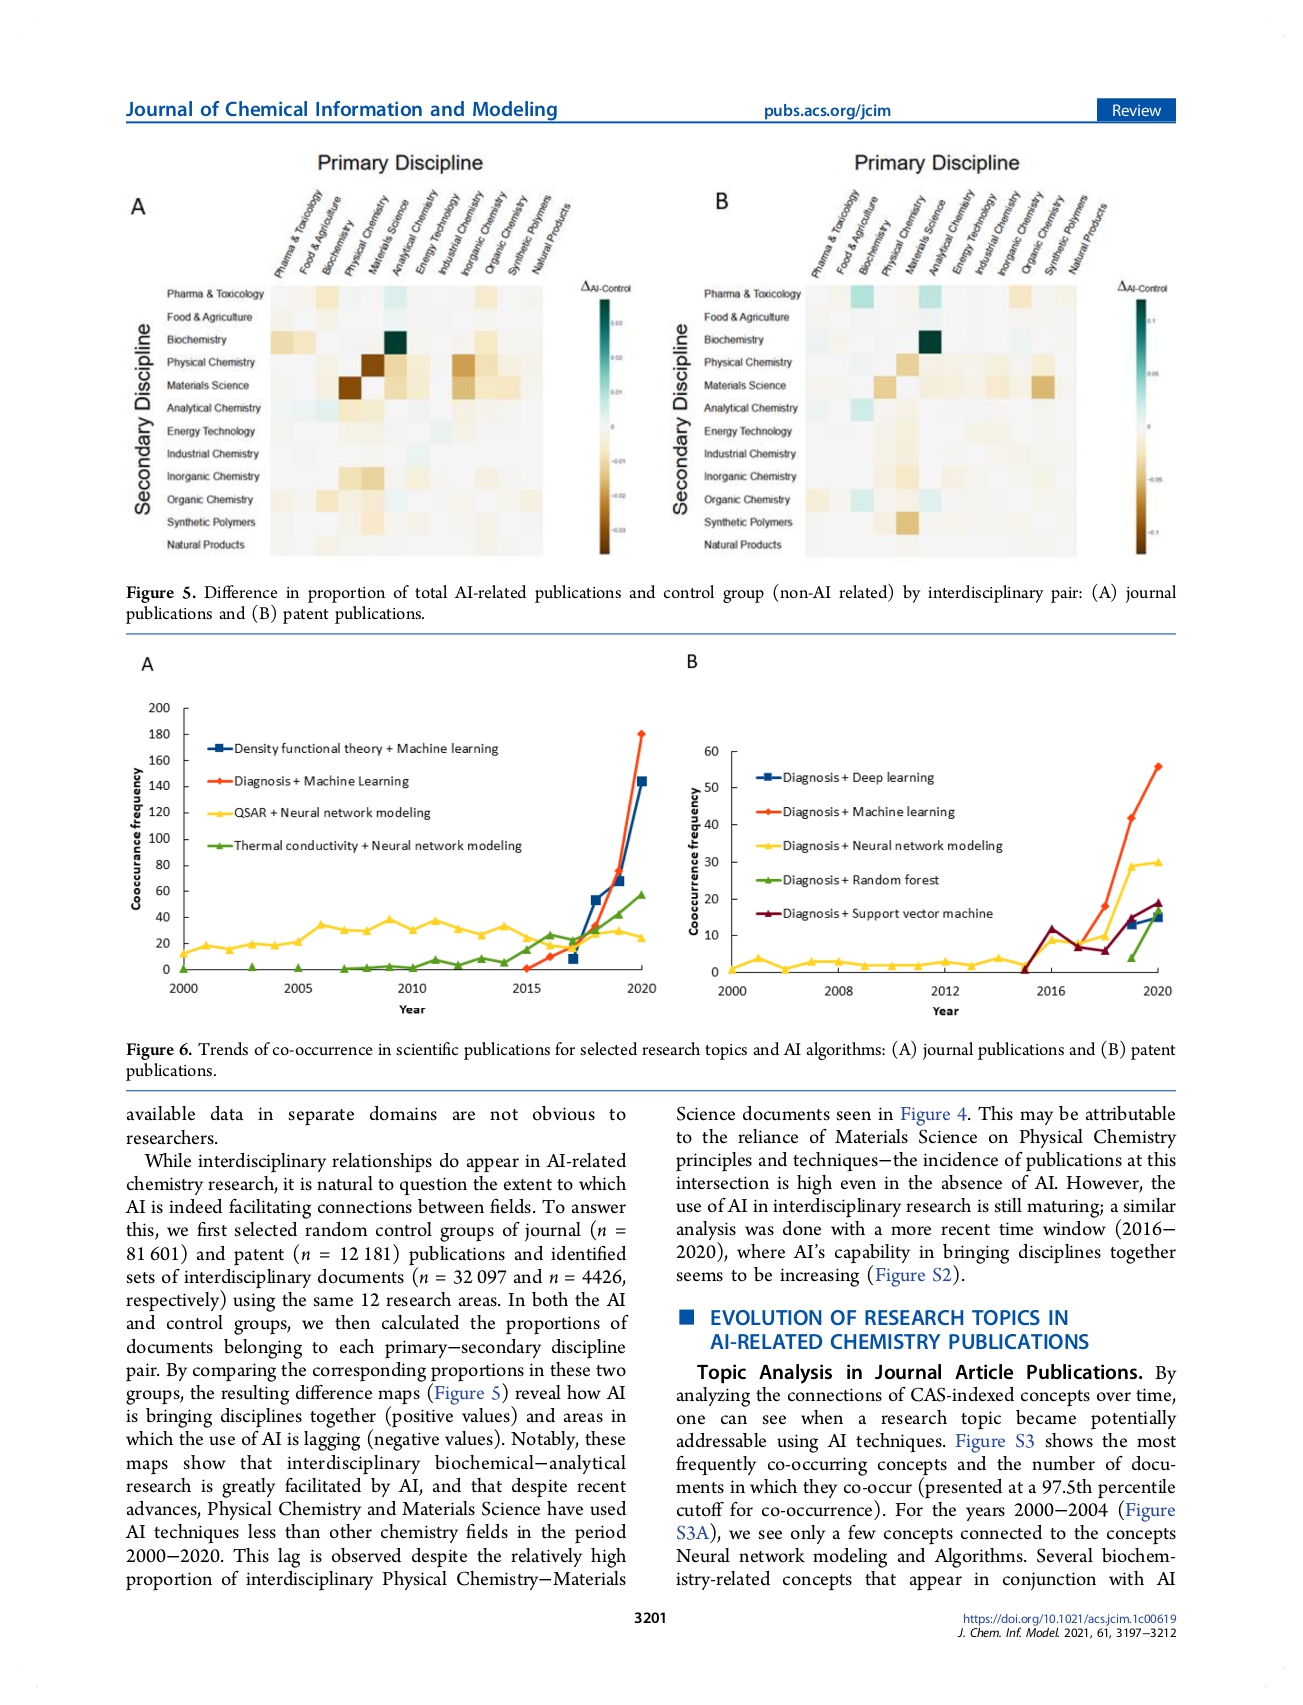 Journal of Chemical Information and Modeling
pubs.acs.org/jcim
Review
Primary Discipline
A
Pharma & Toxicology
Food & Agriculture
Biochemistry
Physical Chemistry
Materials Science
Analytical Chemistry
Energy Technology
Industrial Chemistry
Inorganic Chemistry
Organic Chemistry
Synthetic Polymers
Natural Products
Secondary Discipline
Pharma & Toxicology
Food & Agriculture
Biochemistry
Physical Chemistry
Materials Science
Analytical Chemistry
Energy Technology
Industrial Chemistry
Inorganic Chemistry
Organic Chemistry
Synthetic Polymers
Natural Products
ΔAI-Control
0.03
0.02
0.01
0
−0.01
−0.02
−0.03
Primary Discipline
B
Pharma & Toxicology
Food & Agriculture
Biochemistry
Physical Chemistry
Materials Science
Analytical Chemistry
Energy Technology
Industrial Chemistry
Inorganic Chemistry
Organic Chemistry
Synthetic Polymers
Natural Products
Secondary Discipline
Pharma & Toxicology
Food & Agriculture
Biochemistry
Physical Chemistry
Materials Science
Analytical Chemistry
Energy Technology
Industrial Chemistry
Inorganic Chemistry
Organic Chemistry
Synthetic Polymers
Natural Products
ΔAI-Control
0.1
0.05
0
−0.05
−0.1
Figure 5. Difference in proportion of total AI-related publications and control group (non-AI related) by interdisciplinary pair: (A) journal
publications and (B) patent publications.
A
Cooccurance frequency
200
180
160
140
120
100
80
60
40
20
0
Density functional theory + Machine learning
Diagnosis + Machine Learning
QSAR + Neural network modeling
Thermal conductivity + Neural network modeling
2000
2005
2010
2015
2020
Year
B
Cooccurrence frequency
60
50
40
30
20
10
0
Diagnosis + Deep learning
Diagnosis + Machine learning
Diagnosis + Neural network modeling
Diagnosis + Random forest
Diagnosis + Support vector machine
2000
2008
2012
2016
2020
Year
Figure 6. Trends of co-occurrence in scientific publications for selected research topics and AI algorithms: (A) journal publications and (B) patent
publications.
available data in separate domains are not obvious to
researchers.
While interdisciplinary relationships do appear in AI-related
chemistry research, it is natural to question the extent to which
AI is indeed facilitating connections between fields. To answer
this, we first selected random control groups of journal (n =
81 601) and patent (n = 12 181) publications and identified
sets of interdisciplinary documents (n = 32 097 and n = 4426,
respectively) using the same 12 research areas. In both the AI
and control groups, we then calculated the proportions of
documents belonging to each primary−secondary discipline
pair. By comparing the corresponding proportions in these two
groups, the resulting difference maps (Figure 5) reveal how AI
is bringing disciplines together (positive values) and areas in
which the use of AI is lagging (negative values). Notably, these
maps show that interdisciplinary biochemical−analytical
research is greatly facilitated by AI, and that despite recent
advances, Physical Chemistry and Materials Science have used
AI techniques less than other chemistry fields in the period
2000−2020. This lag is observed despite the relatively high
proportion of interdisciplinary Physical Chemistry−Materials
Science documents seen in Figure 4. This may be attributable
to the reliance of Materials Science on Physical Chemistry
principles and techniques−the incidence of publications at this
intersection is high even in the absence of AI. However, the
use of AI in interdisciplinary research is still maturing; a similar
analysis was done with a more recent time window (2016−
2020), where AI's capability in bringing disciplines together
seems to be increasing (Figure S2).
■ EVOLUTION OF RESEARCH TOPICS IN
AI-RELATED CHEMISTRY PUBLICATIONS
Topic Analysis in Journal Article Publications. By
analyzing the connections of CAS-indexed concepts over time,
one can see when a research topic became potentially
addressable using AI techniques. Figure S3 shows the most
frequently co-occurring concepts and the number of docu-
ments in which they co-occur (presented at a 97.5th percentile
cutoff for co-occurrence). For the years 2000−2004 (Figure
S3A), we see only a few concepts connected to the concepts
Neural network modeling and Algorithms. Several biochem-
istry-related concepts that appear in conjunction with AI
3201
https://doi.org/10.1021/acs.jcim.1c00619
J. Chem. Inf. Model. 2021, 61, 3197−3212